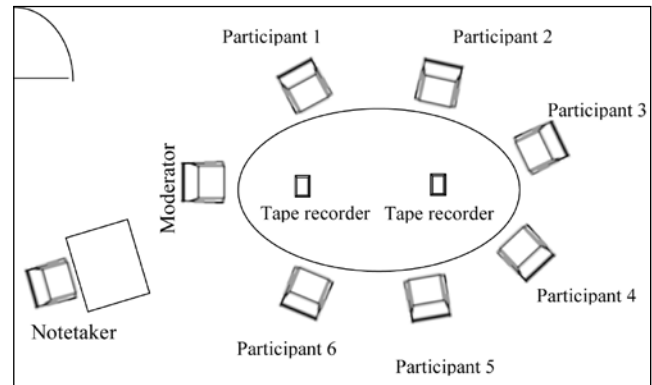 Participant 1
Participant 2
Participant 3
Moderator
Tape recorder
Tape recorder
Participant 4
Notetaker
Participant 6
Participant 5